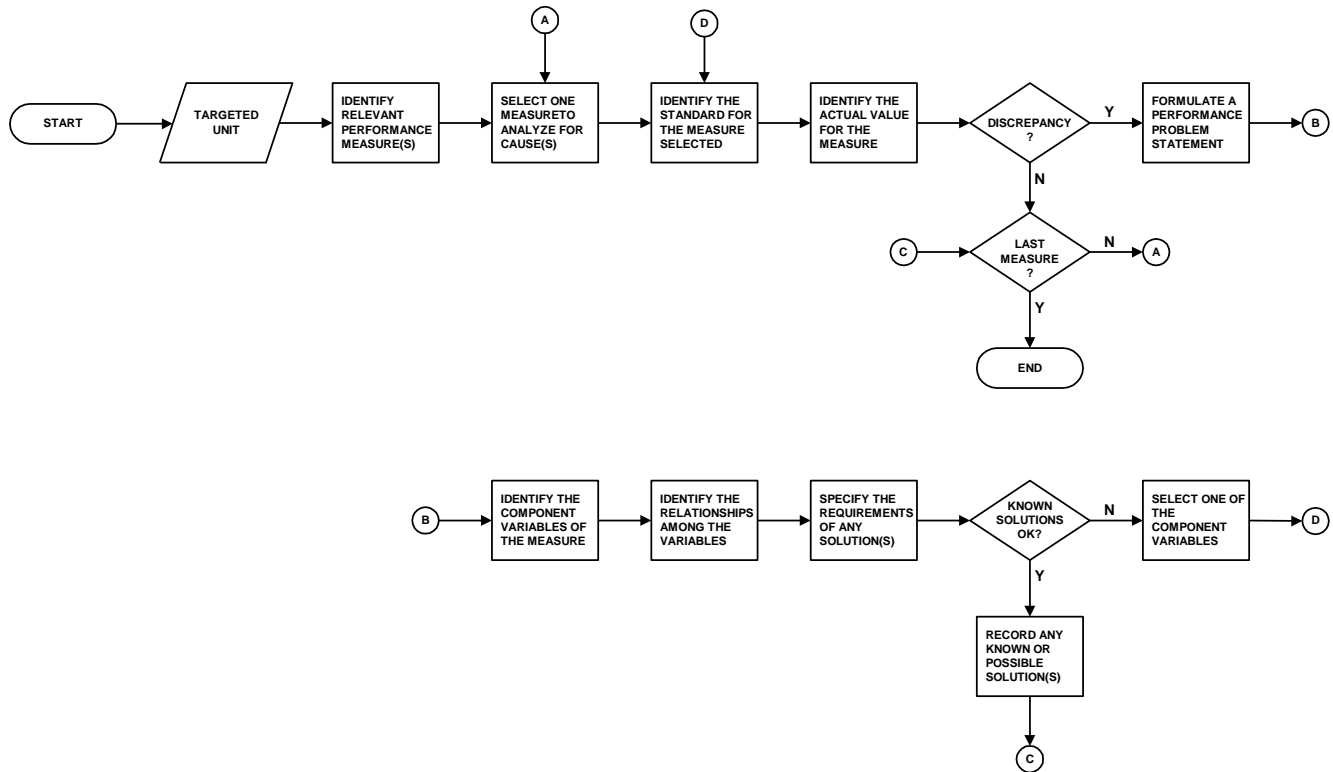 A
D
START
TARGETED
UNIT
IDENTIFY
RELEVANT
PERFORMANCE
MEASURE(S)
SELECT ONE
MEASURETO
ANALYZE FOR
CAUSE(S)
IDENTIFY THE
STANDARD FOR
THE MEASURE
SELECTED
IDENTIFY THE
ACTUAL VALUE
FOR THE
MEASURE
DISCREPANCY
?
Y
FORMULATE A
PERFORMANCE
PROBLEM
STATEMENT
B
N
C
LAST
MEASURE
?
N
A
Y
END
B
IDENTIFY THE
COMPONENT
VARIABLES OF
THE MEASURE
IDENTIFY THE
RELATIONSHIPS
AMONG THE
VARIABLES
SPECIFY THE
REQUIREMENTS
OF ANY
SOLUTION(S)
KNOWN
SOLUTIONS
OK?
N
SELECT ONE OF
THE
COMPONENT
VARIABLES
D
Y
RECORD ANY
KNOWN OR
POSSIBLE
SOLUTION(S)
C